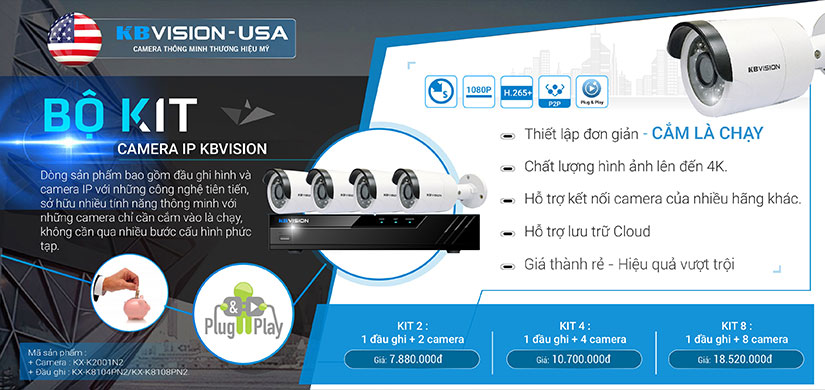 KBVISION-USA
CAMERA THÔNG MINH THƯƠNG HIỆU MỸ
BỘ KIT
CAMERA IP KBVISION
Dòng sản phẩm bao gồm đầu ghi hình và
camera IP với những công nghệ tiên tiến,
sở hữu nhiều tính năng thông minh với
những camera chỉ cần cắm vào là chạy,
không cần qua nhiều bước cấu hình phức
tạp.
Plug & Play
Mã sản phẩm :
+ Camera : KX-K2001N2
+ Đầu ghi : KX-K8104PN2/KX-K8108PN2
KBVISION
KBVISION
S
1080P
H.265+
P2P
Plug & Play
Thiết lập đơn giản - CẮM LÀ CHẠY
Chất lượng hình ảnh lên đến 4K.
Hỗ trợ kết nối camera của nhiều hãng khác.
Hỗ trợ lưu trữ Cloud
Giá thành rẻ - Hiệu quả vượt trội
KIT 2 :
1 đầu ghi + 2 camera
Giá: 7.880.000đ
KIT 4 :
1 đầu ghi + 4 camera
Giá: 10.700.000đ
KIT 8 :
1 đầu ghi + 8 camera
Giá: 18.520.000đ